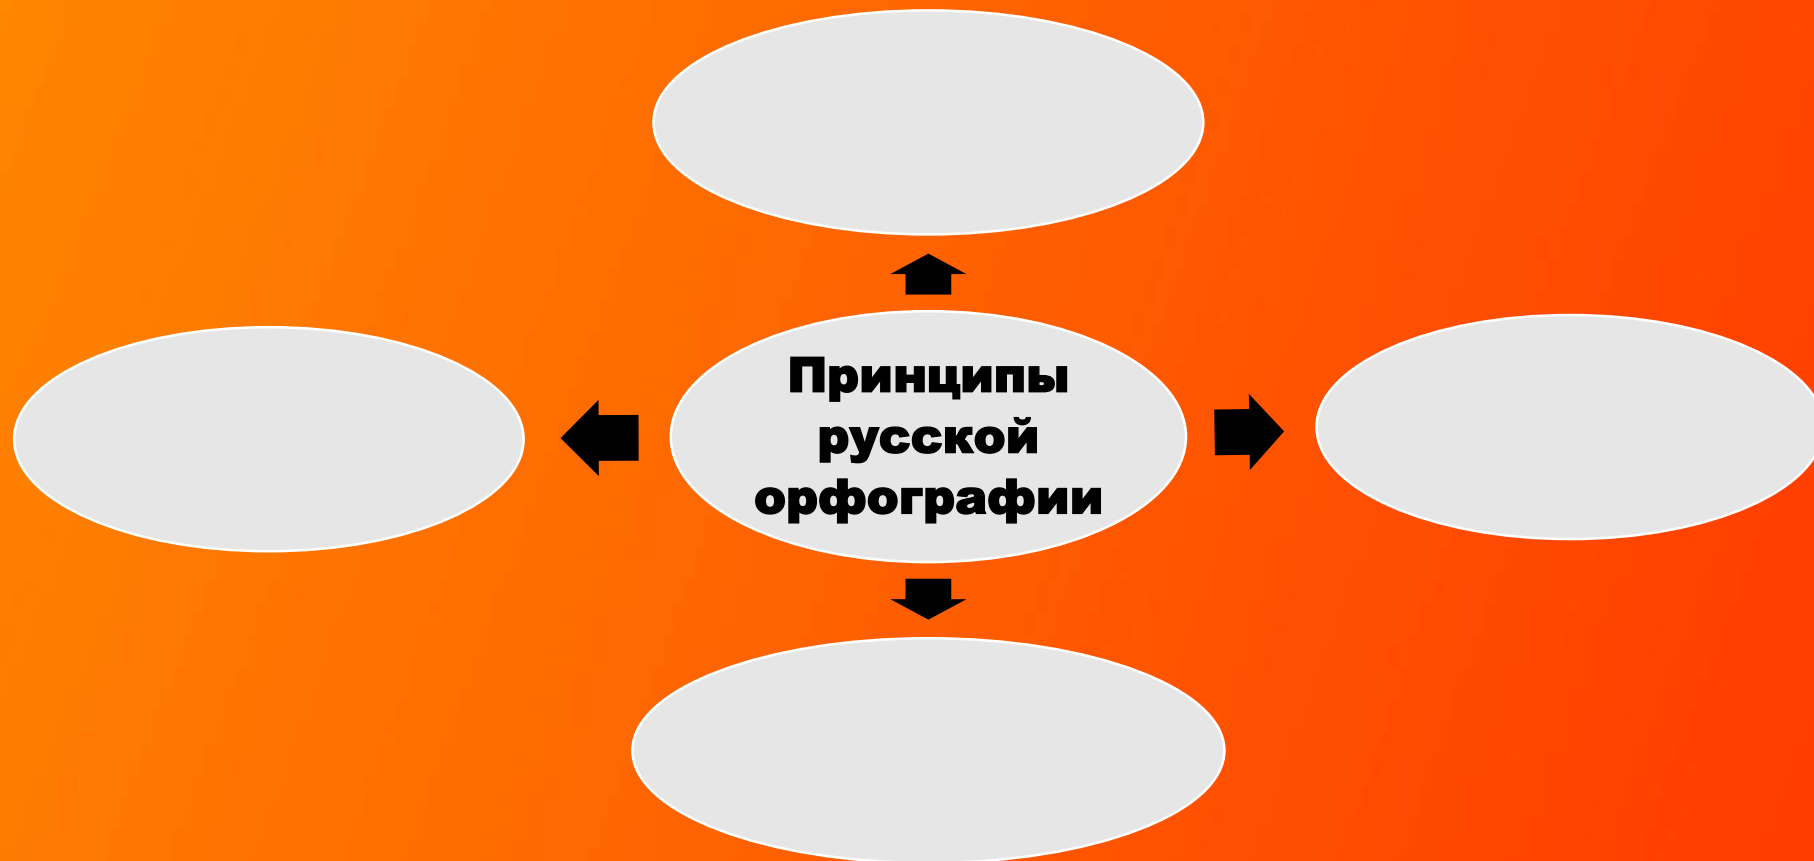 Принципы
русской
орфографии